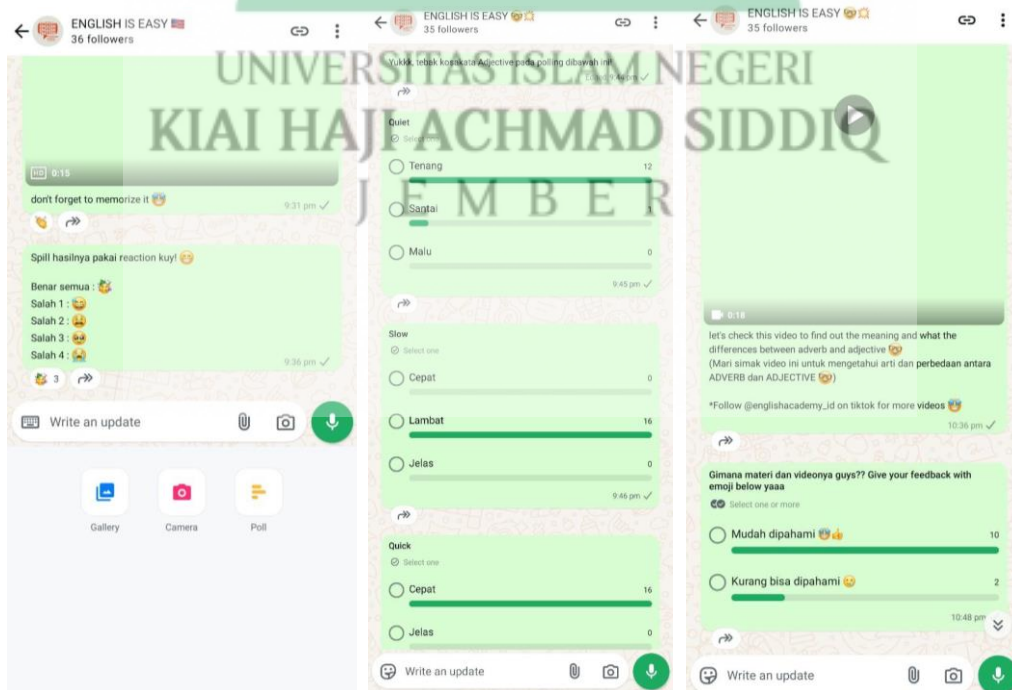 ENGLISH IS EASY 🇺🇸
36 followers
HD 0:15
don't forget to memorize it 😇
9:31 pm
Spill hasilnya pakai reaction kuy! 🤭
Benar semua : 🥳
Salah 1 : 😅
Salah 2 : 😫
Salah 3 : 🥹
Salah 4 : 😭
9:36 pm
3
Write an update
Gallery
Camera
Poll
ENGLISH IS EASY
35 followers
Yukkk, tebak kosakata Adjective pada polling dibawah ini!
9:44 pm
Quiet
Select one
Tenang 12
Santai 1
Malu 0
9:45 pm
Slow
Select one
Cepat 0
Lambat 16
Jelas 0
9:46 pm
Quick
Select one
Cepat 16
Jelas 0
Write an update
ENGLISH IS EASY
35 followers
0:18
let's check this video to find out the meaning and what the
differences between adverb and adjective
(Mari simak video ini untuk mengetahui arti dan perbedaan antara
ADVERB dan ADJECTIVE )
*Follow @englishacademy_id on tiktok for more videos 😇
10:36 pm
Gimana materi dan videonya guys?? Give your feedback with
emoji below yaaa
Select one or more
Mudah dipahami 😇👍 10
Kurang bisa dipahami 2
10:48 pm
Write an update
UNIVERSITAS ISLAM NEGERI
KIAI HAJI ACHMAD SIDDIQ
JEMBER